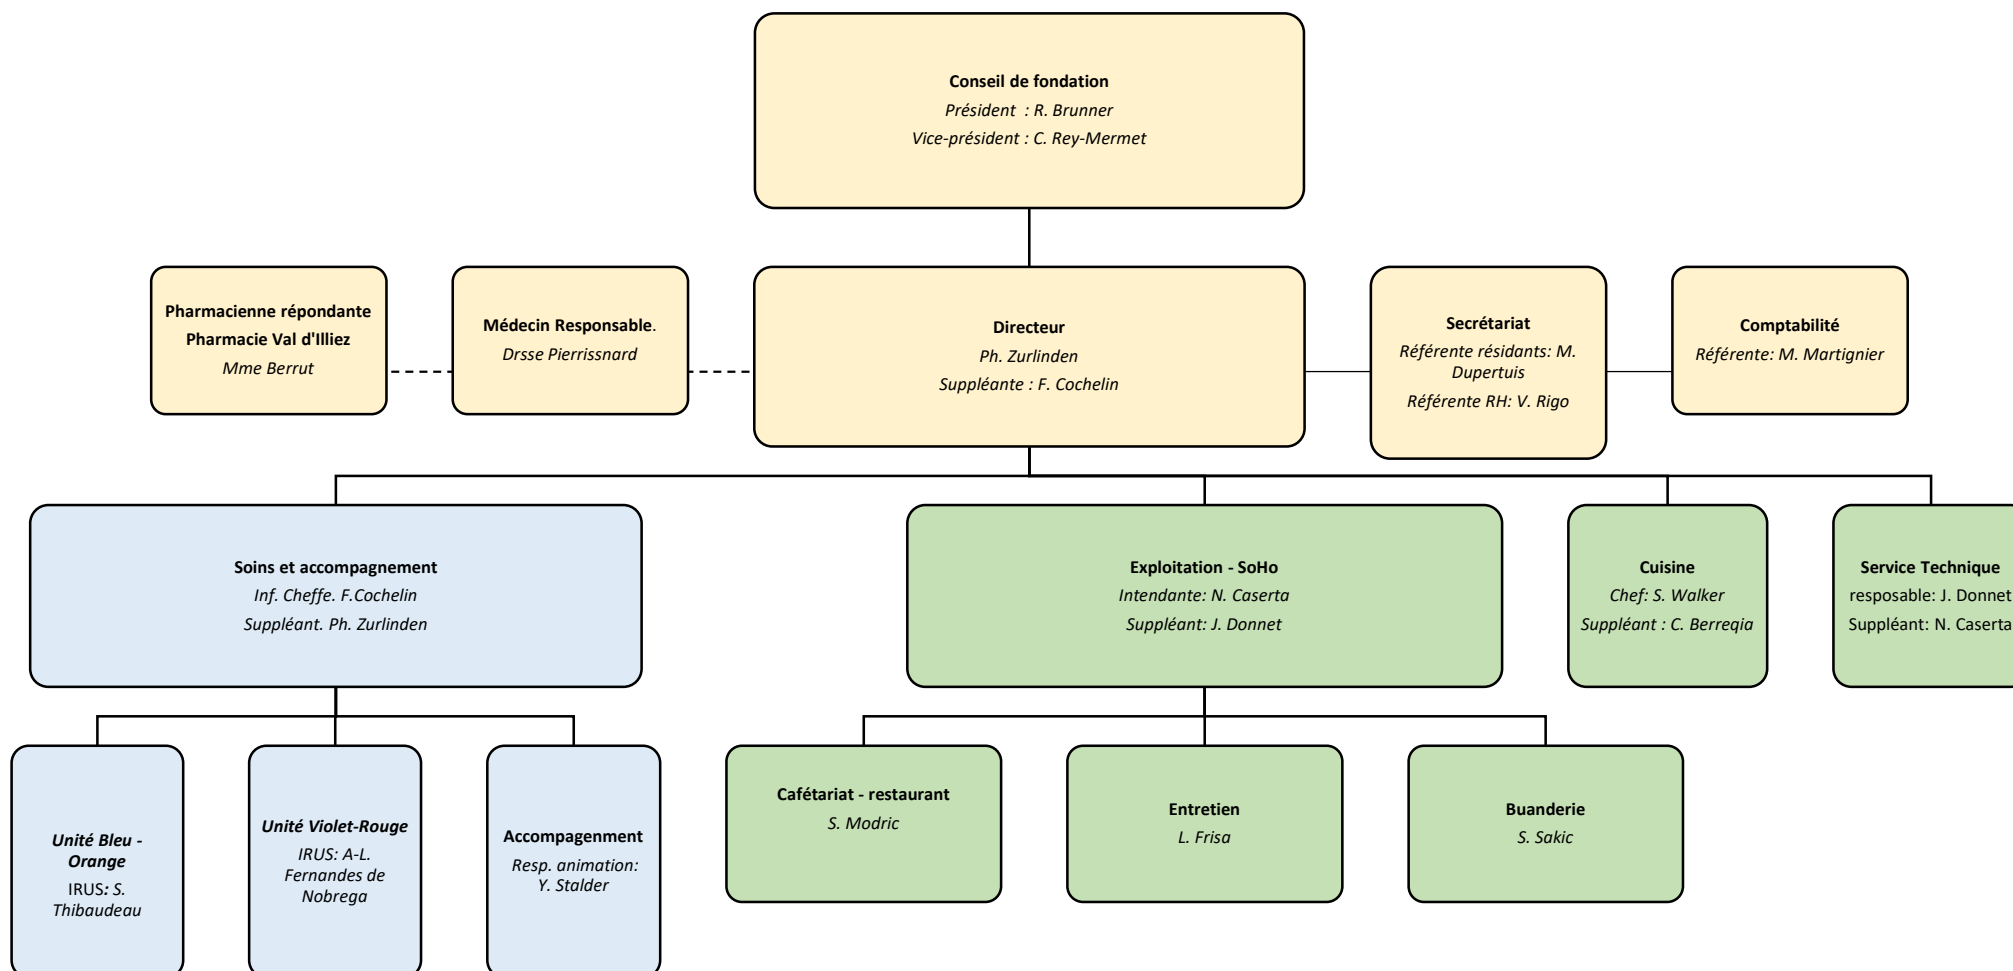 Conseil de fondation
Président  : R. Brunner
Vice-président : C. Rey-Mermet
Pharmacienne répondante
Pharmacie Val d'Illiez
Mme Berrut
Médecin Responsable.
Drsse Pierrissnard
Directeur
Ph. Zurlinden
Suppléante : F. Cochelin
Secrétariat
Référente résidants: M.
Dupertuis
Référente RH: V. Rigo
Comptabilité
Référente: M. Martignier
Soins et accompagnement
Inf. Cheffe. F.Cochelin
Suppléant. Ph. Zurlinden
Exploitation - SoHo
Intendante: N. Caserta
Suppléant: J. Donnet
Cuisine
Chef: S. Walker
Suppléant : C. Berreqia
Service Technique
resposable: J. Donnet
Suppléant: N. Caserta
Unité Bleu -
Orange
IRUS: S.
Thibaudeau
Unité Violet-Rouge
IRUS: A-L.
Fernandes de
Nobrega
Accompagenment
Resp. animation:
Y. Stalder
Cafétariat - restaurant
S. Modric
Entretien
L. Frisa
Buanderie
S. Sakic